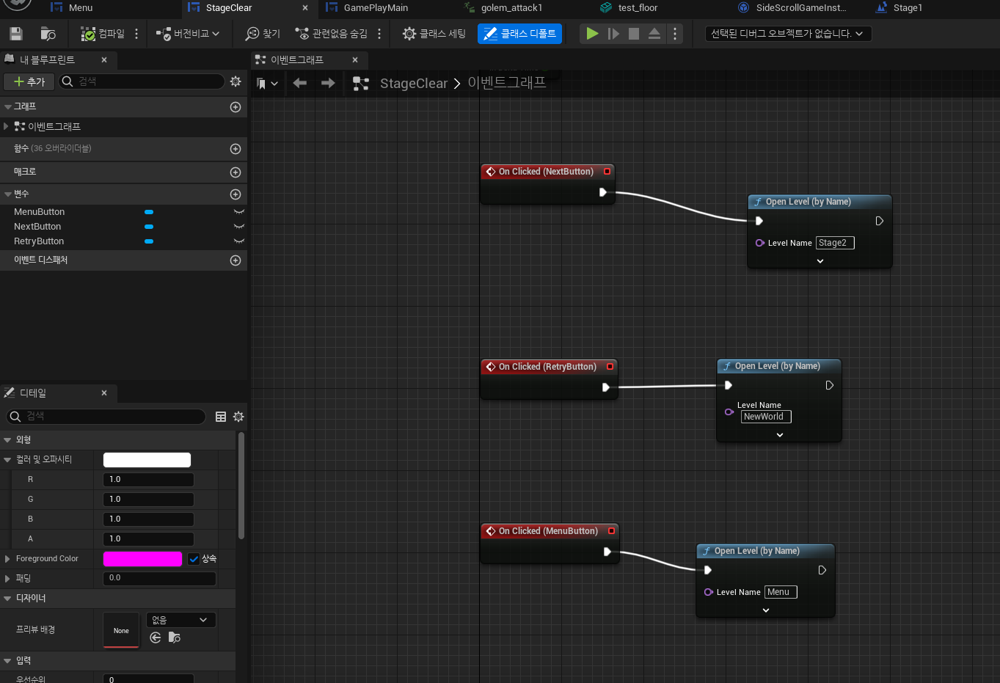 Menu
StageClear
GamePlayMain
golem_attack1
test_floor
SideScrollGameInst...
Stage1
컴파일
버전비교
찾기
관련없음 숨김
클래스 세팅
클래스 디폴트
선택된 디버그 오브젝트가 없습니다.
내 블루프린트
이벤트그래프
추가
검색
StageClear
이벤트그래프
그래프
이벤트그래프
함수 (36 오버라이더블)
매크로
변수
MenuButton
NextButton
RetryButton
이벤트 디스패처
On Clicked (NextButton)
Open Level (by Name)
Level Name Stage2
On Clicked (RetryButton)
Open Level (by Name)
Level Name
NewWorld
On Clicked (MenuButton)
Open Level (by Name)
Level Name Menu
디테일
검색
외형
컬러 및 오파시티
R 1.0
G 1.0
B 1.0
A 1.0
Foreground Color 상속
패딩 0.0
디자이너
프리뷰 배경 None 없음
입력
우선순위 0